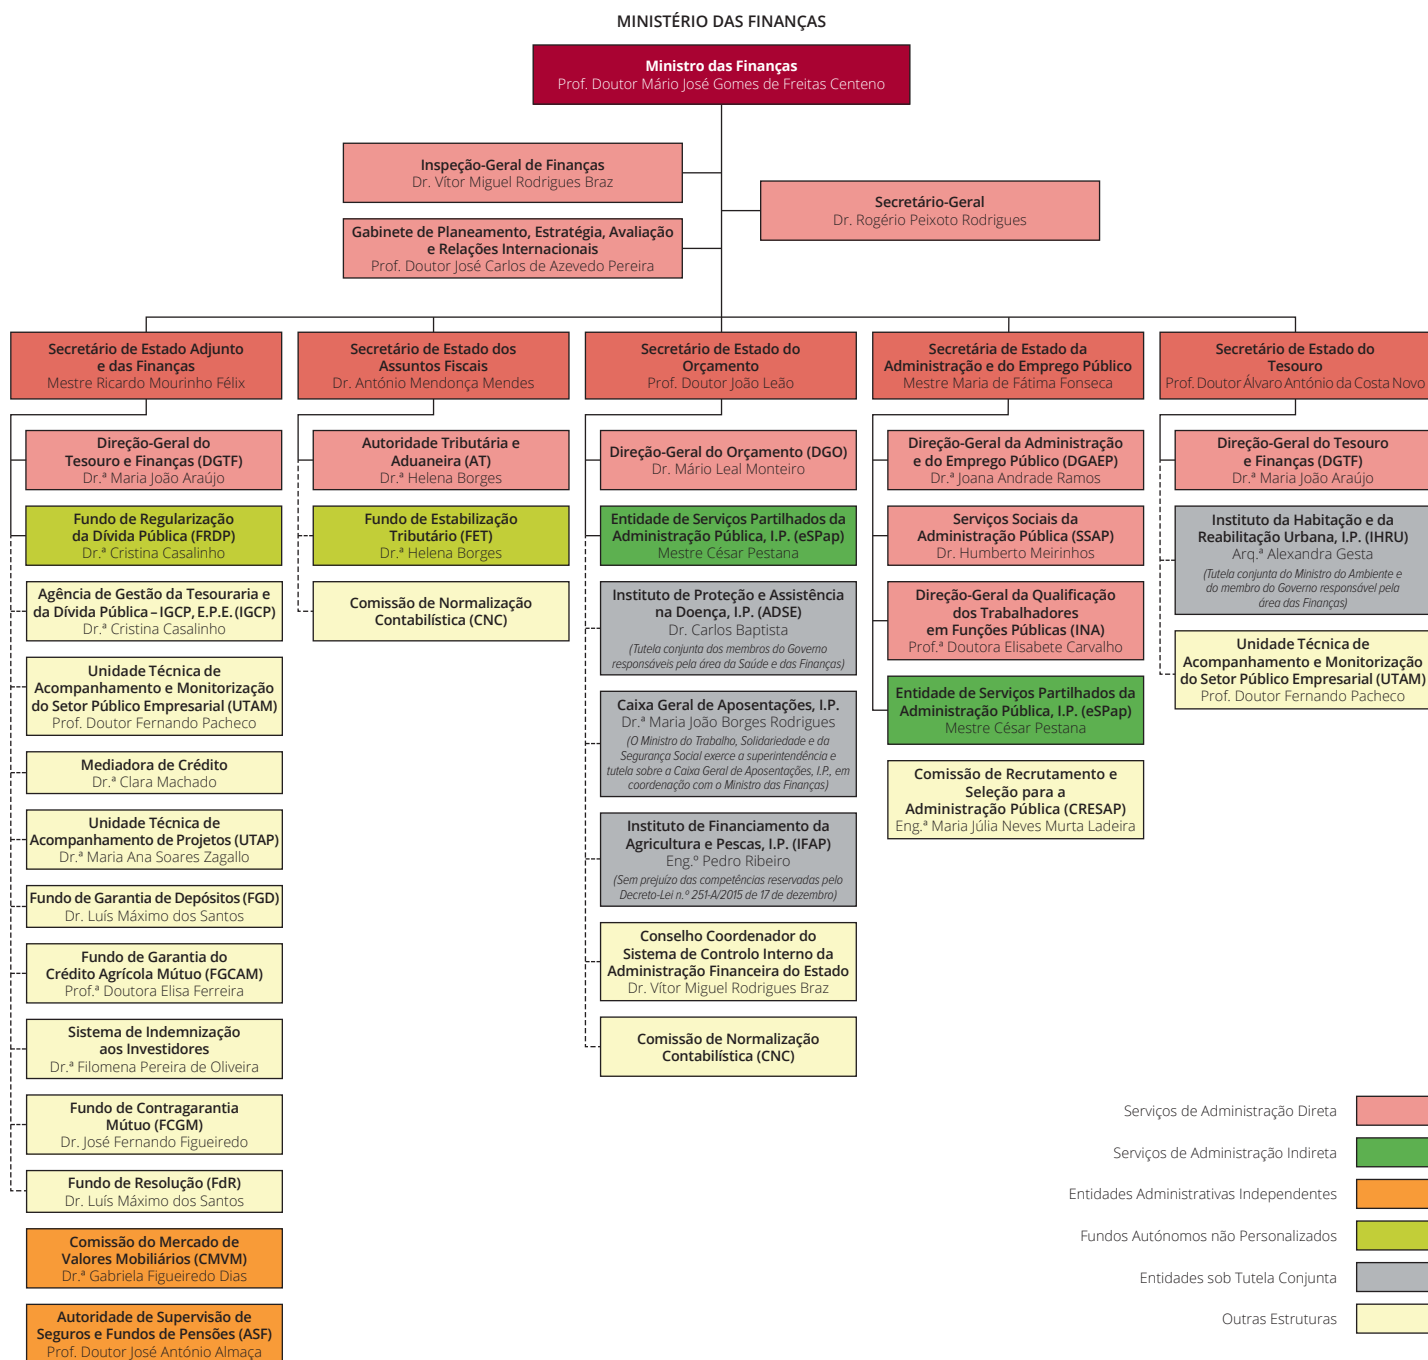 MINISTÉRIO DAS FINANÇAS
Ministro das Finanças
Prof. Doutor Mário José Gomes de Freitas Centeno
Inspeção-Geral de Finanças
Dr. Vítor Miguel Rodrigues Braz
Secretário-Geral
Dr. Rogério Peixoto Rodrigues
Gabinete de Planeamento, Estratégia, Avaliação
e Relações Internacionais
Prof. Doutor José Carlos de Azevedo Pereira
Secretário de Estado Adjunto
e das Finanças
Mestre Ricardo Mourinho Félix
Direção-Geral do
Tesouro e Finanças (DGTF)
Dr.ª Maria João Araújo
Fundo de Regularização
da Dívida Pública (FRDP)
Dr.ª Cristina Casalinho
Agência de Gestão da Tesouraria e
da Dívida Pública – IGCP, E.P.E. (IGCP)
Dr.ª Cristina Casalinho
Unidade Técnica de
Acompanhamento e Monitorização
do Setor Público Empresarial (UTAM)
Prof. Doutor Fernando Pacheco
Mediadora de Crédito
Dr.ª Clara Machado
Unidade Técnica de
Acompanhamento de Projetos (UTAP)
Dr.ª Maria Ana Soares Zagallo
Fundo de Garantia de Depósitos (FGD)
Dr. Luís Máximo dos Santos
Fundo de Garantia do
Crédito Agrícola Mútuo (FGCAM)
Prof.ª Doutora Elisa Ferreira
Sistema de Indemnização
aos Investidores
Dr.ª Filomena Pereira de Oliveira
Fundo de Contragarantia
Mútuo (FCGM)
Dr. José Fernando Figueiredo
Fundo de Resolução (FdR)
Dr. Luís Máximo dos Santos
Comissão do Mercado de
Valores Mobiliários (CMVM)
Dr.ª Gabriela Figueiredo Dias
Autoridade de Supervisão de
Seguros e Fundos de Pensões (ASF)
Prof. Doutor José António Almaça
Secretário de Estado dos
Assuntos Fiscais
Dr. António Mendonça Mendes
Autoridade Tributária e
Aduaneira (AT)
Dr.ª Helena Borges
Fundo de Estabilização
Tributário (FET)
Dr.ª Helena Borges
Comissão de Normalização
Contabilística (CNC)
Secretário de Estado do
Orçamento
Prof. Doutor João Leão
Direção-Geral do Orçamento (DGO)
Dr. Mário Leal Monteiro
Entidade de Serviços Partilhados da
Administração Pública, I.P. (eSPap)
Mestre César Pestana
Instituto de Proteção e Assistência
na Doença, I.P. (ADSE)
Dr. Carlos Baptista
(Tutela conjunta dos membros do Governo
responsáveis pela área da Saúde e das Finanças)
Caixa Geral de Aposentações, I.P.
Dr.ª Maria João Borges Rodrigues
(O Ministro do Trabalho, Solidariedade e da
Segurança Social exerce a superintendência e
tutela sobre a Caixa Geral de Aposentações, I.P., em
coordenação com o Ministro das Finanças)
Instituto de Financiamento da
Agricultura e Pescas, I.P. (IFAP)
Eng.º Pedro Ribeiro
(Sem prejuízo das competências reservadas pelo
Decreto-Lei n.º 251-A/2015 de 17 de dezembro)
Conselho Coordenador do
Sistema de Controlo Interno da
Administração Financeira do Estado
Dr. Vítor Miguel Rodrigues Braz
Comissão de Normalização
Contabilística (CNC)
Secretária de Estado da
Administração e do Emprego Público
Mestre Maria de Fátima Fonseca
Direção-Geral da Administração
e do Emprego Público (DGAEP)
Dr.ª Joana Andrade Ramos
Serviços Sociais da
Administração Pública (SSAP)
Dr. Humberto Meirinhos
Direção-Geral da Qualificação
dos Trabalhadores
em Funções Públicas (INA)
Prof.ª Doutora Elisabete Carvalho
Entidade de Serviços Partilhados da
Administração Pública, I.P. (eSPap)
Mestre César Pestana
Comissão de Recrutamento e
Seleção para a
Administração Pública (CRESAP)
Eng.ª Maria Júlia Neves Murta Ladeira
Secretário de Estado do
Tesouro
Prof. Doutor Álvaro António da Costa Novo
Direção-Geral do Tesouro
e Finanças (DGTF)
Dr.ª Maria João Araújo
Instituto da Habitação e da
Reabilitação Urbana, I.P. (IHRU)
Arq.ª Alexandra Gesta
(Tutela conjunta do Ministro do Ambiente e
do membro do Governo responsável pela
área das Finanças)
Unidade Técnica de
Acompanhamento e Monitorização
do Setor Público Empresarial (UTAM)
Prof. Doutor Fernando Pacheco
Serviços de Administração Direta
Serviços de Administração Indireta
Entidades Administrativas Independentes
Fundos Autónomos não Personalizados
Entidades sob Tutela Conjunta
Outras Estruturas